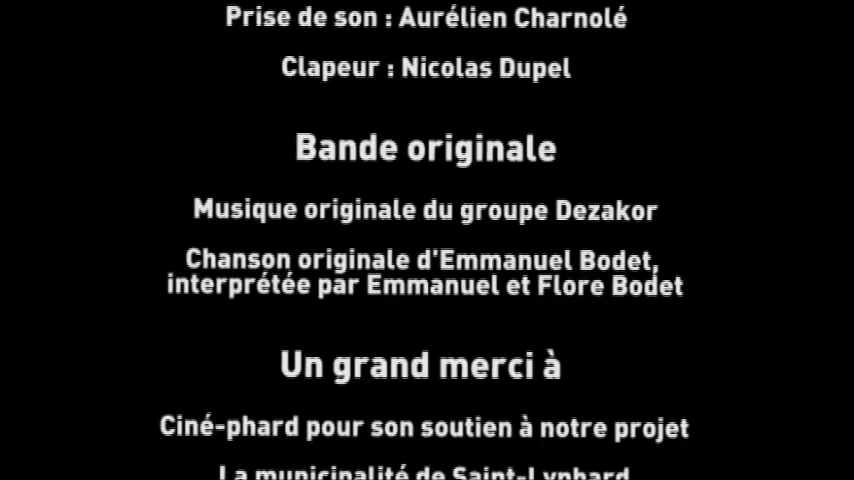 Prise de son : Aurélien Charnolé
Clapeur : Nicolas Dupel
Bande originale
Musique originale du groupe Dezakor
Chanson originale d'Emmanuel Bodet,
interprétée par Emmanuel et Flore Bodet
Un grand merci à
Ciné-phard pour son soutien à notre projet
La municipalité de Saint-Lyphard